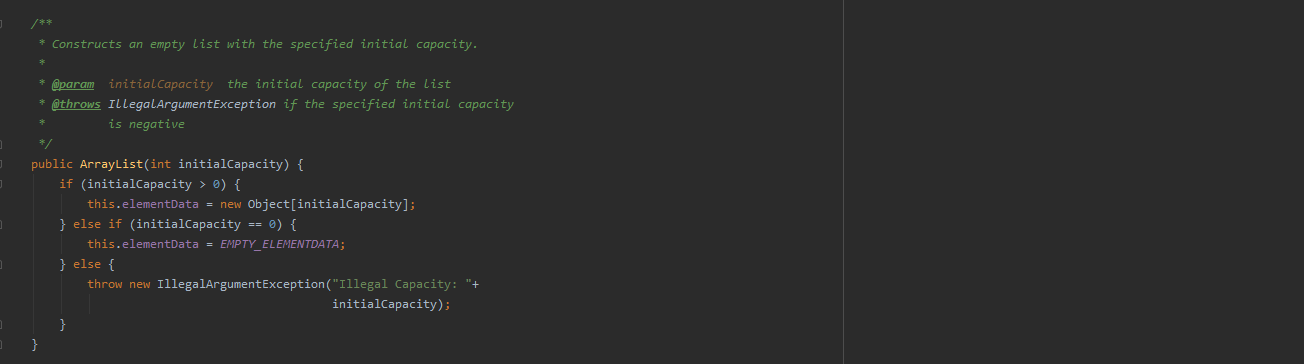 /**
 * Constructs an empty list with the specified initial capacity.
 *
 * @param  initialCapacity  the initial capacity of the list
 * @throws IllegalArgumentException if the specified initial capacity
 *         is negative
 */
public ArrayList(int initialCapacity) {
    if (initialCapacity > 0) {
        this.elementData = new Object[initialCapacity];
    } else if (initialCapacity == 0) {
        this.elementData = EMPTY_ELEMENTDATA;
    } else {
        throw new IllegalArgumentException("Illegal Capacity: "+
                                           initialCapacity);
    }
}